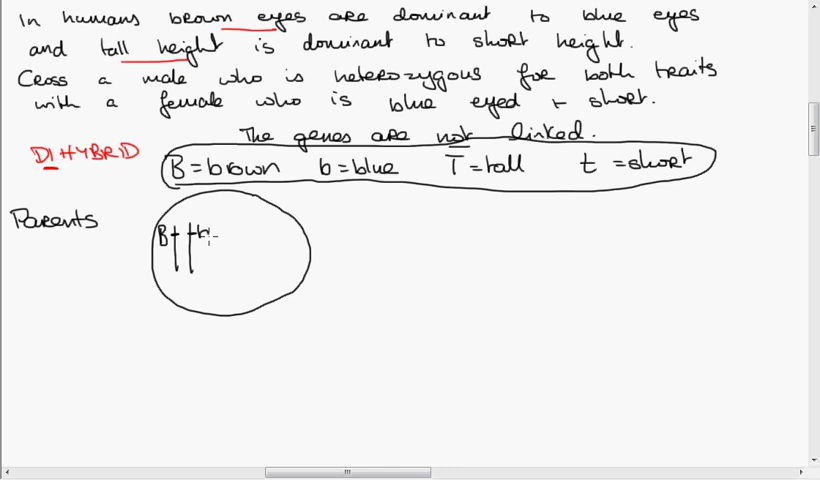 In humans brown eyes are dominant to blue eyes
and tall height is dominant to short height.
Cross a male who is heterozygous for both traits
with a female who is blue eyed + short.
The genes are not linked.
DIHYBRID
B = brown b = blue T = tall t = short
Parents
B b